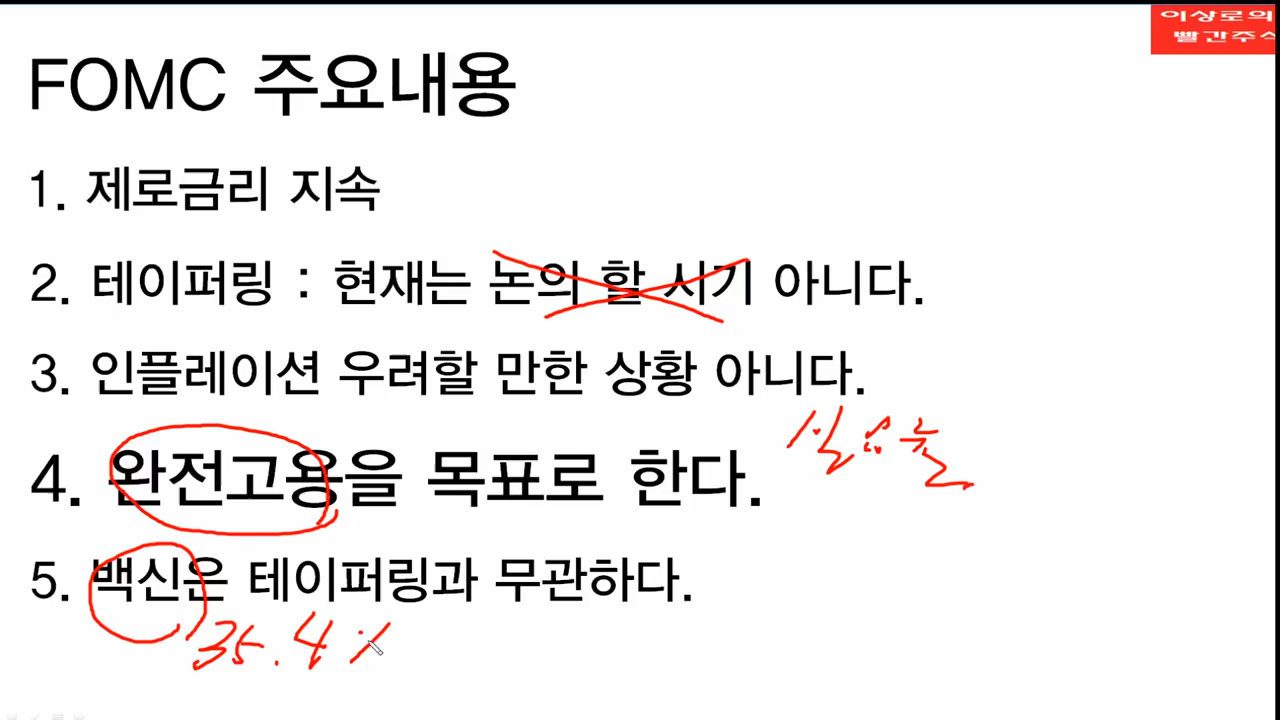 이상로의
빨간주식
FOMC 주요내용
1. 제로금리 지속
2. 테이퍼링 : 현재는 논의 할 시기 아니다.
3. 인플레이션 우려할 만한 상황 아니다.
실업률
4. 완전고용을 목표로 한다.
5. 백신은 테이퍼링과 무관하다.
35.4%